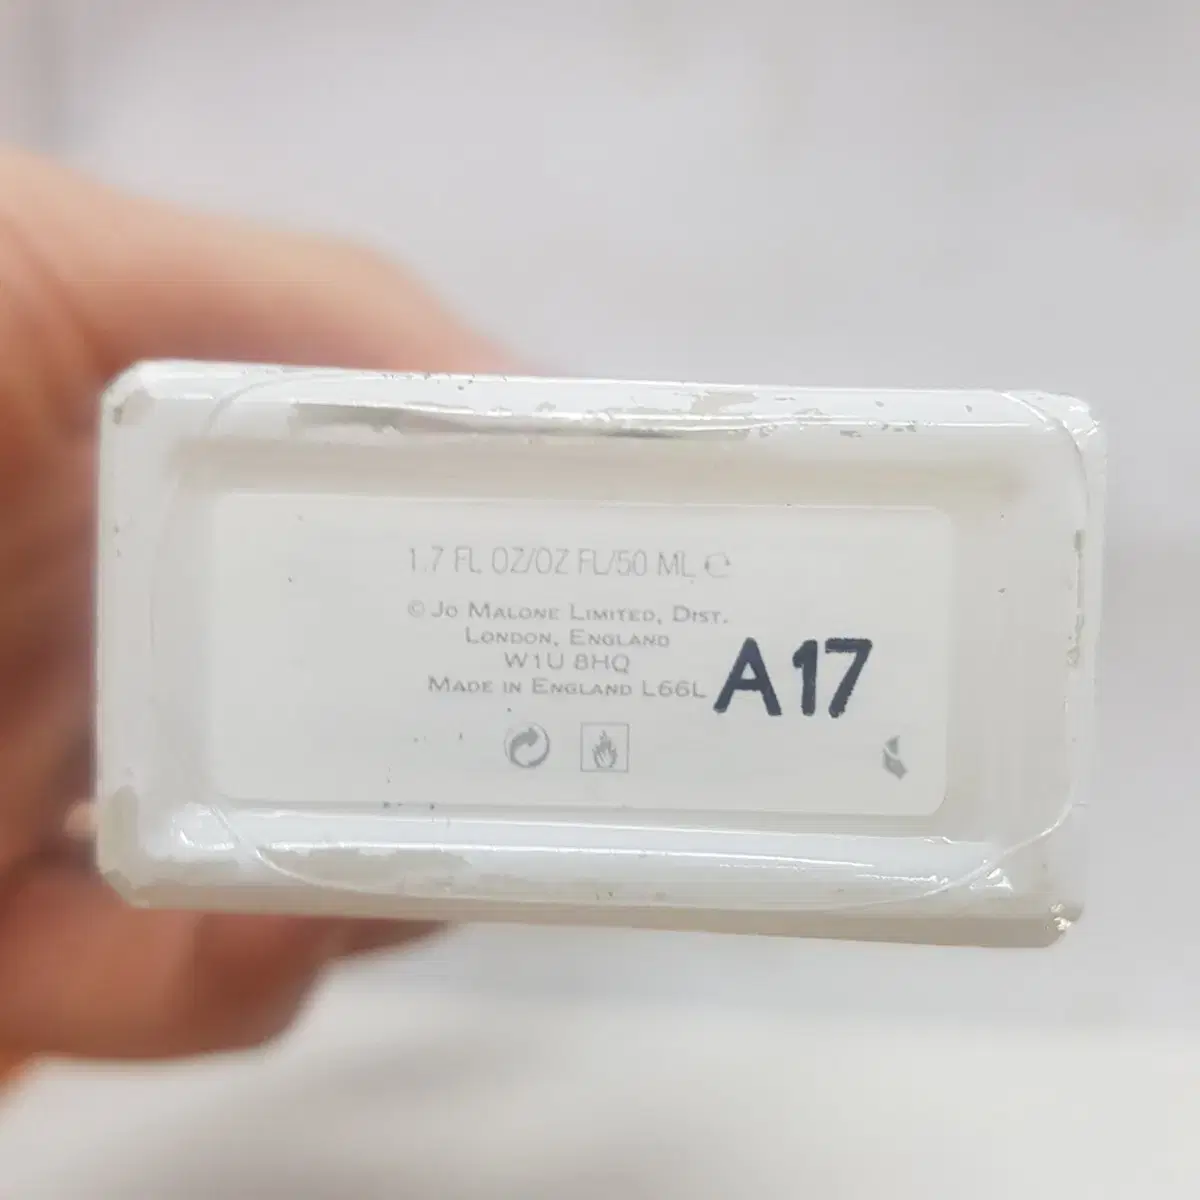 1.7 FL OZ/OZ FL/50 ML ℮
© JO MALONE LIMITED, DIST.
LONDON, ENGLAND
W1U 8HQ
MADE IN ENGLAND L66L
A17